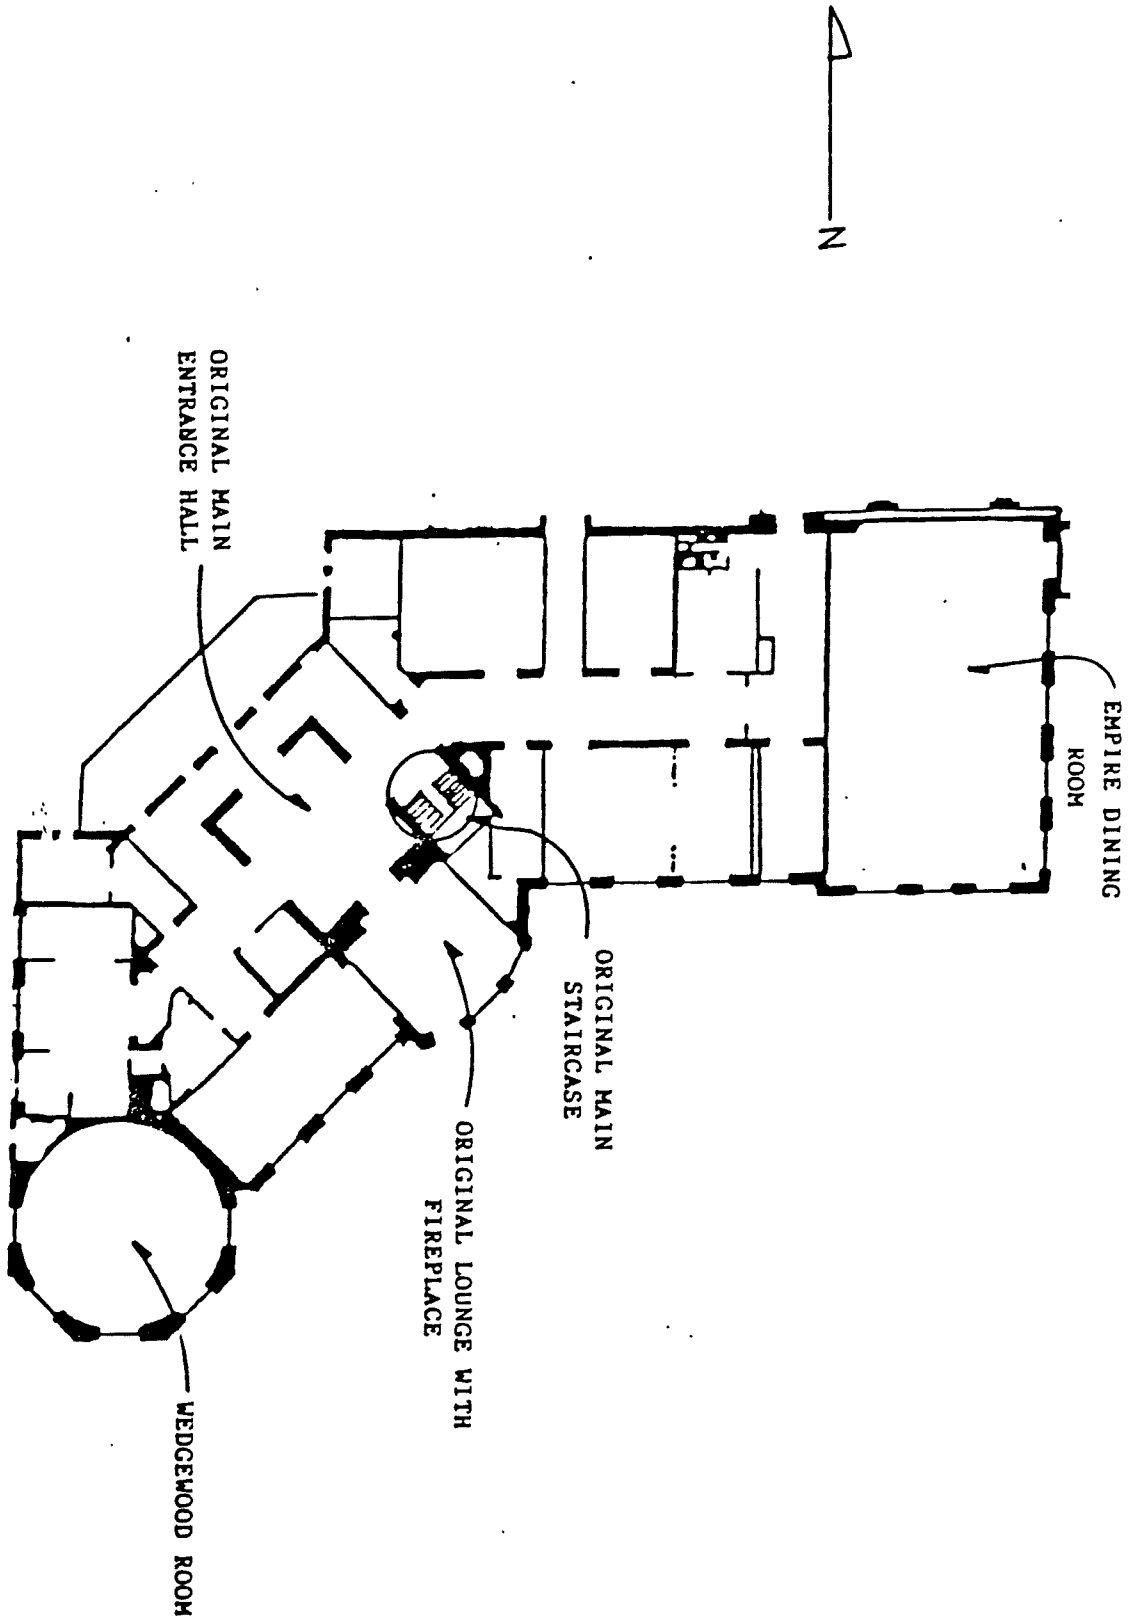 N
EMPIRE DINING
ROOM
ORIGINAL MAIN
STAIRCASE
ORIGINAL LOUNGE WITH
FIREPLACE
WEDGEWOOD ROOM
ORIGINAL MAIN
ENTRANCE HALL